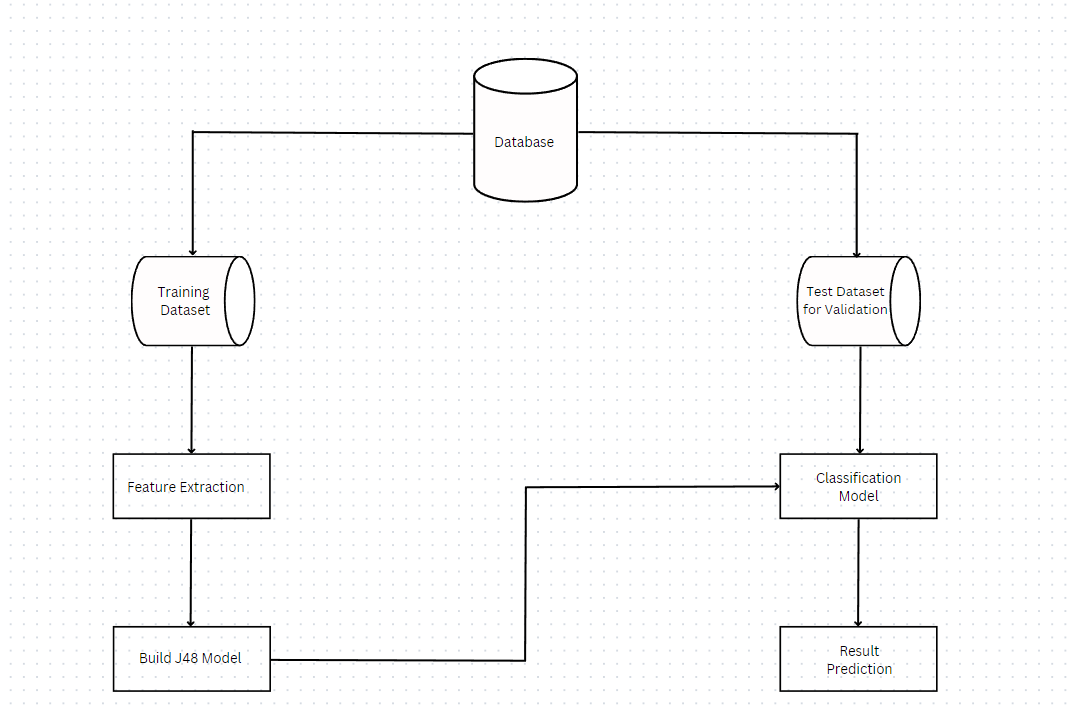 Database
Training
Dataset
Test Dataset
for Validation
Feature Extraction
Classification
Model
Build J48 Model
Result
Prediction